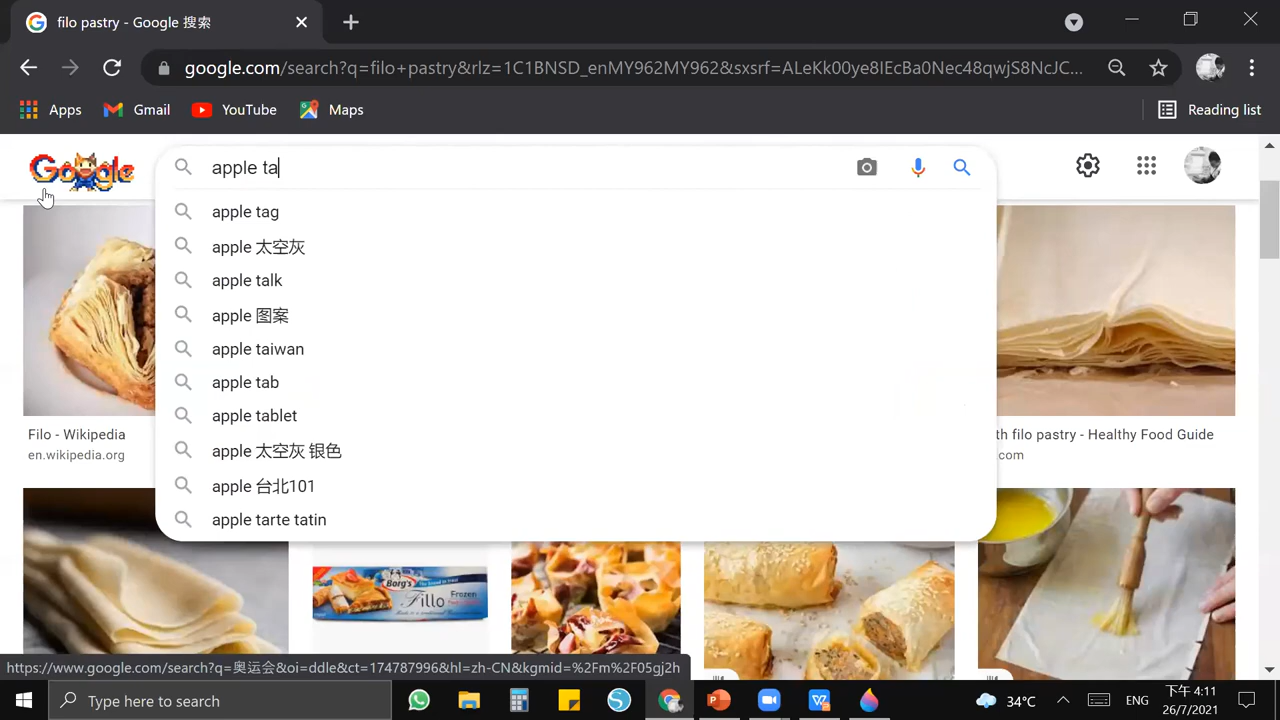 filo pastry - Google 搜索
google.com/search?q=filo+pastry&rlz=1C1BNSD_enMY962MY962&sxsrf=ALeKk00ye8IEcBa0Nec48qwjS8NcJC...
Apps Gmail YouTube Maps Reading list
Google apple ta
apple tag
apple 太空灰
apple talk
apple 图案
apple taiwan
apple tab
apple tablet
apple 太空灰 银色
apple 台北101
apple tarte tatin
Filo - Wikipedia
en.wikipedia.org
th filo pastry - Healthy Food Guide
.com
Borg's
Fillo Frozen
https://www.google.com/search?q=奥运会&oi=ddle&ct=174787996&hl=zh-CN&kgmid=%2Fm%2F05gj2h
Type here to search
34°C ENG
下午 4:11
26/7/2021